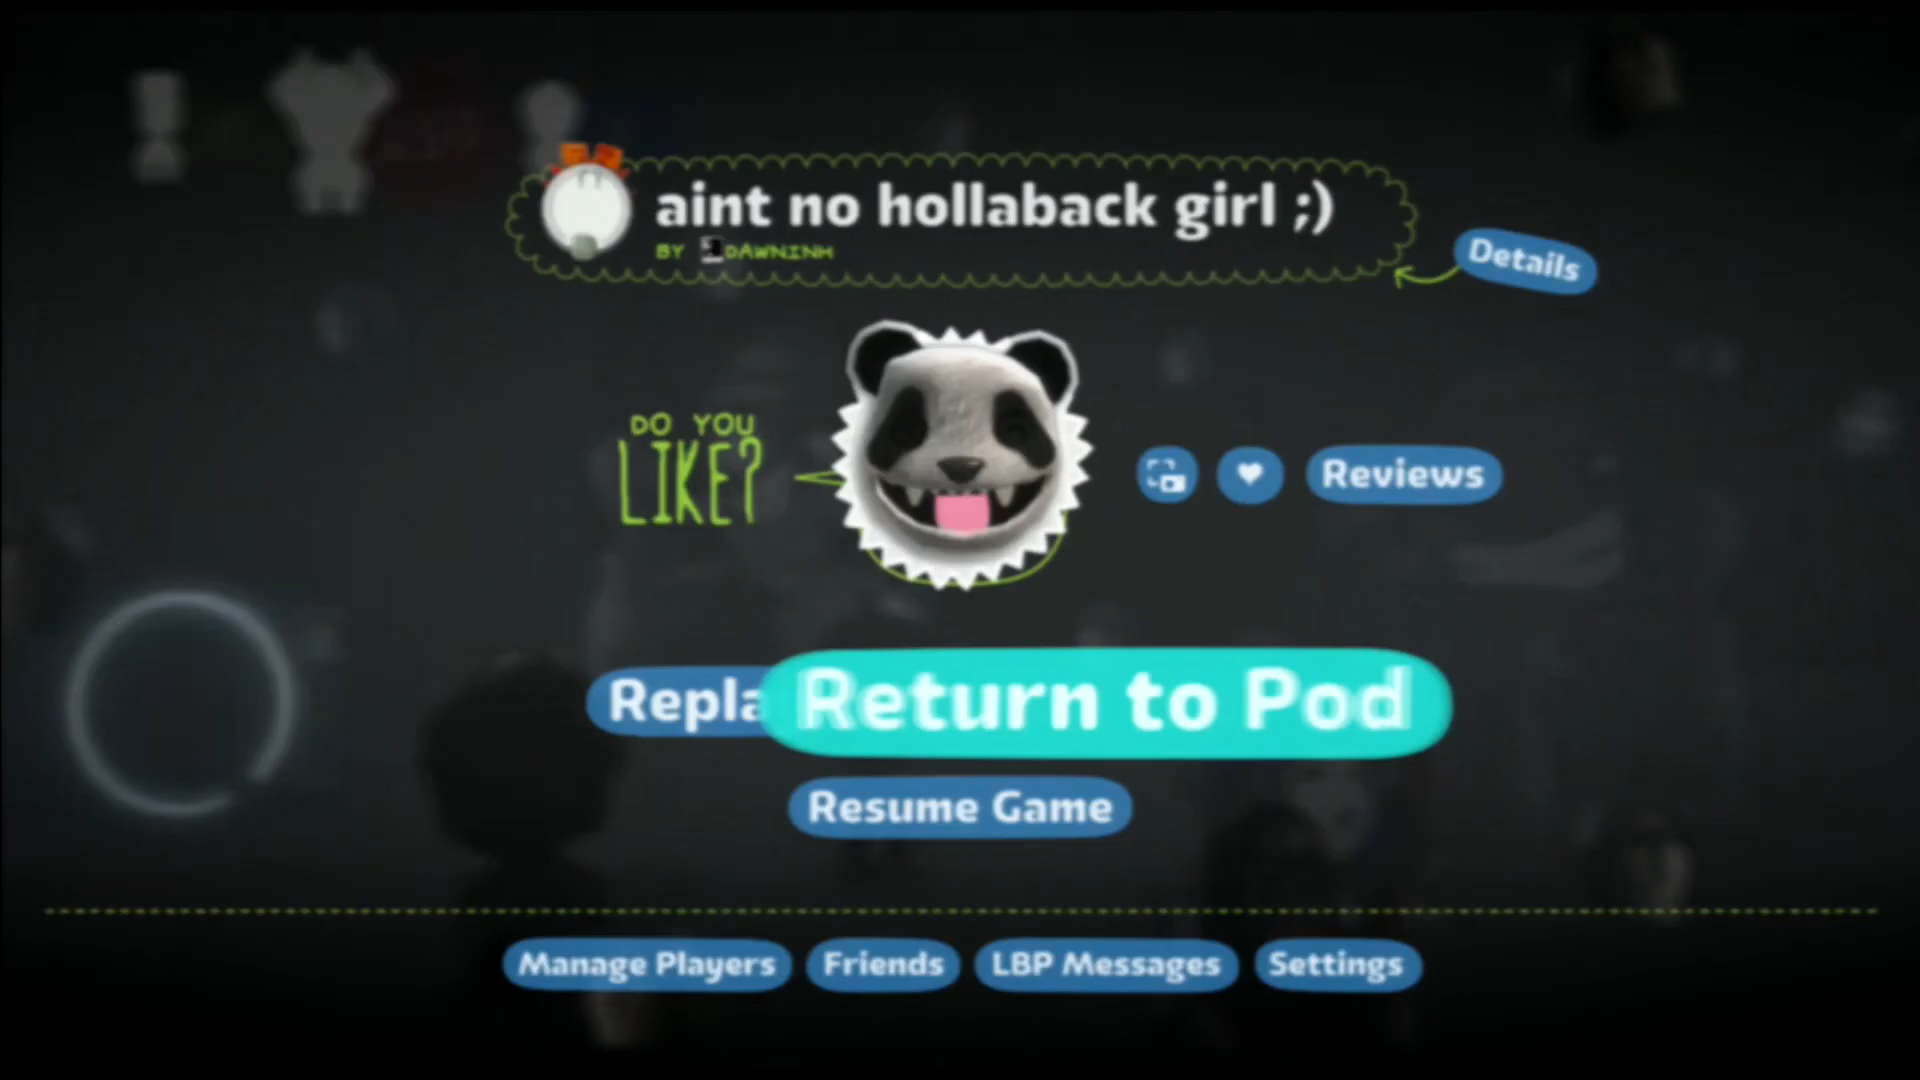 aint no hollaback girl ;)
BY DAWNINH
Details
DO YOU
LIKE?
Reviews
Repla
Return to Pod
Resume Game
Manage Players
Friends
LBP Messages
Settings